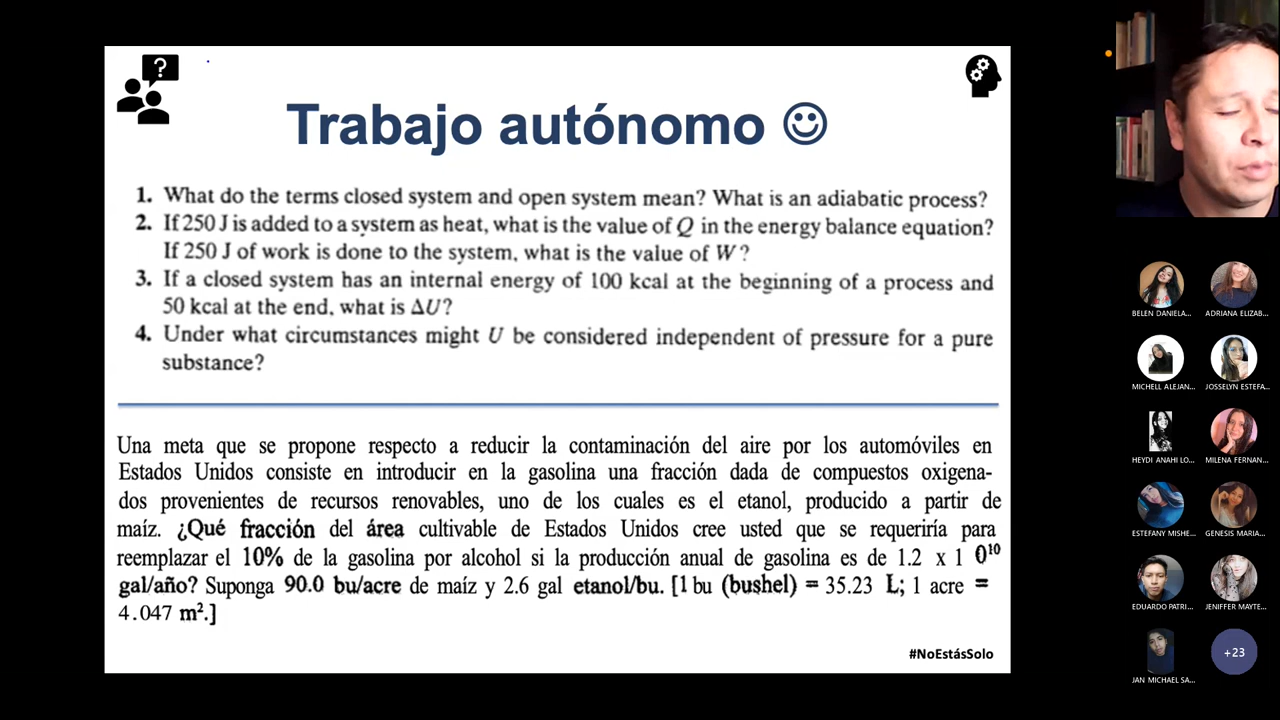 ?
Trabajo autónomo ☺
1. What do the terms closed system and open system mean? What is an adiabatic process?
2. If 250 J is added to a system as heat, what is the value of Q in the energy balance equation?
If 250 J of work is done to the system, what is the value of W?
3. If a closed system has an internal energy of 100 kcal at the beginning of a process and
50 kcal at the end, what is ΔU?
4. Under what circumstances might U be considered independent of pressure for a pure
substance?
Una meta que se propone respecto a reducir la contaminación del aire por los automóviles en
Estados Unidos consiste en introducir en la gasolina una fracción dada de compuestos oxigena-
dos provenientes de recursos renovables, uno de los cuales es el etanol, producido a partir de
maíz. ¿Qué fracción del área cultivable de Estados Unidos cree usted que se requeriría para
reemplazar el 10% de la gasolina por alcohol si la producción anual de gasolina es de 1.2 x 1 0¹⁰
gal/año? Suponga 90.0 bu/acre de maíz y 2.6 gal etanol/bu. [1 bu (bushel) = 35.23 L; 1 acre =
4.047 m².]
#NoEstásSolo
BELEN DANIELA... ADRIANA ELIZAB...
MICHELL ALEJAN... JOSSELYN ESTEFA...
HEYDI ANAHI LO... MILENA FERNAN...
ESTEFANY MISHE... GENESIS MARIA...
EDUARDO PATRI... JENIFFER MAYTE...
+23
JAN MICHAEL SA...